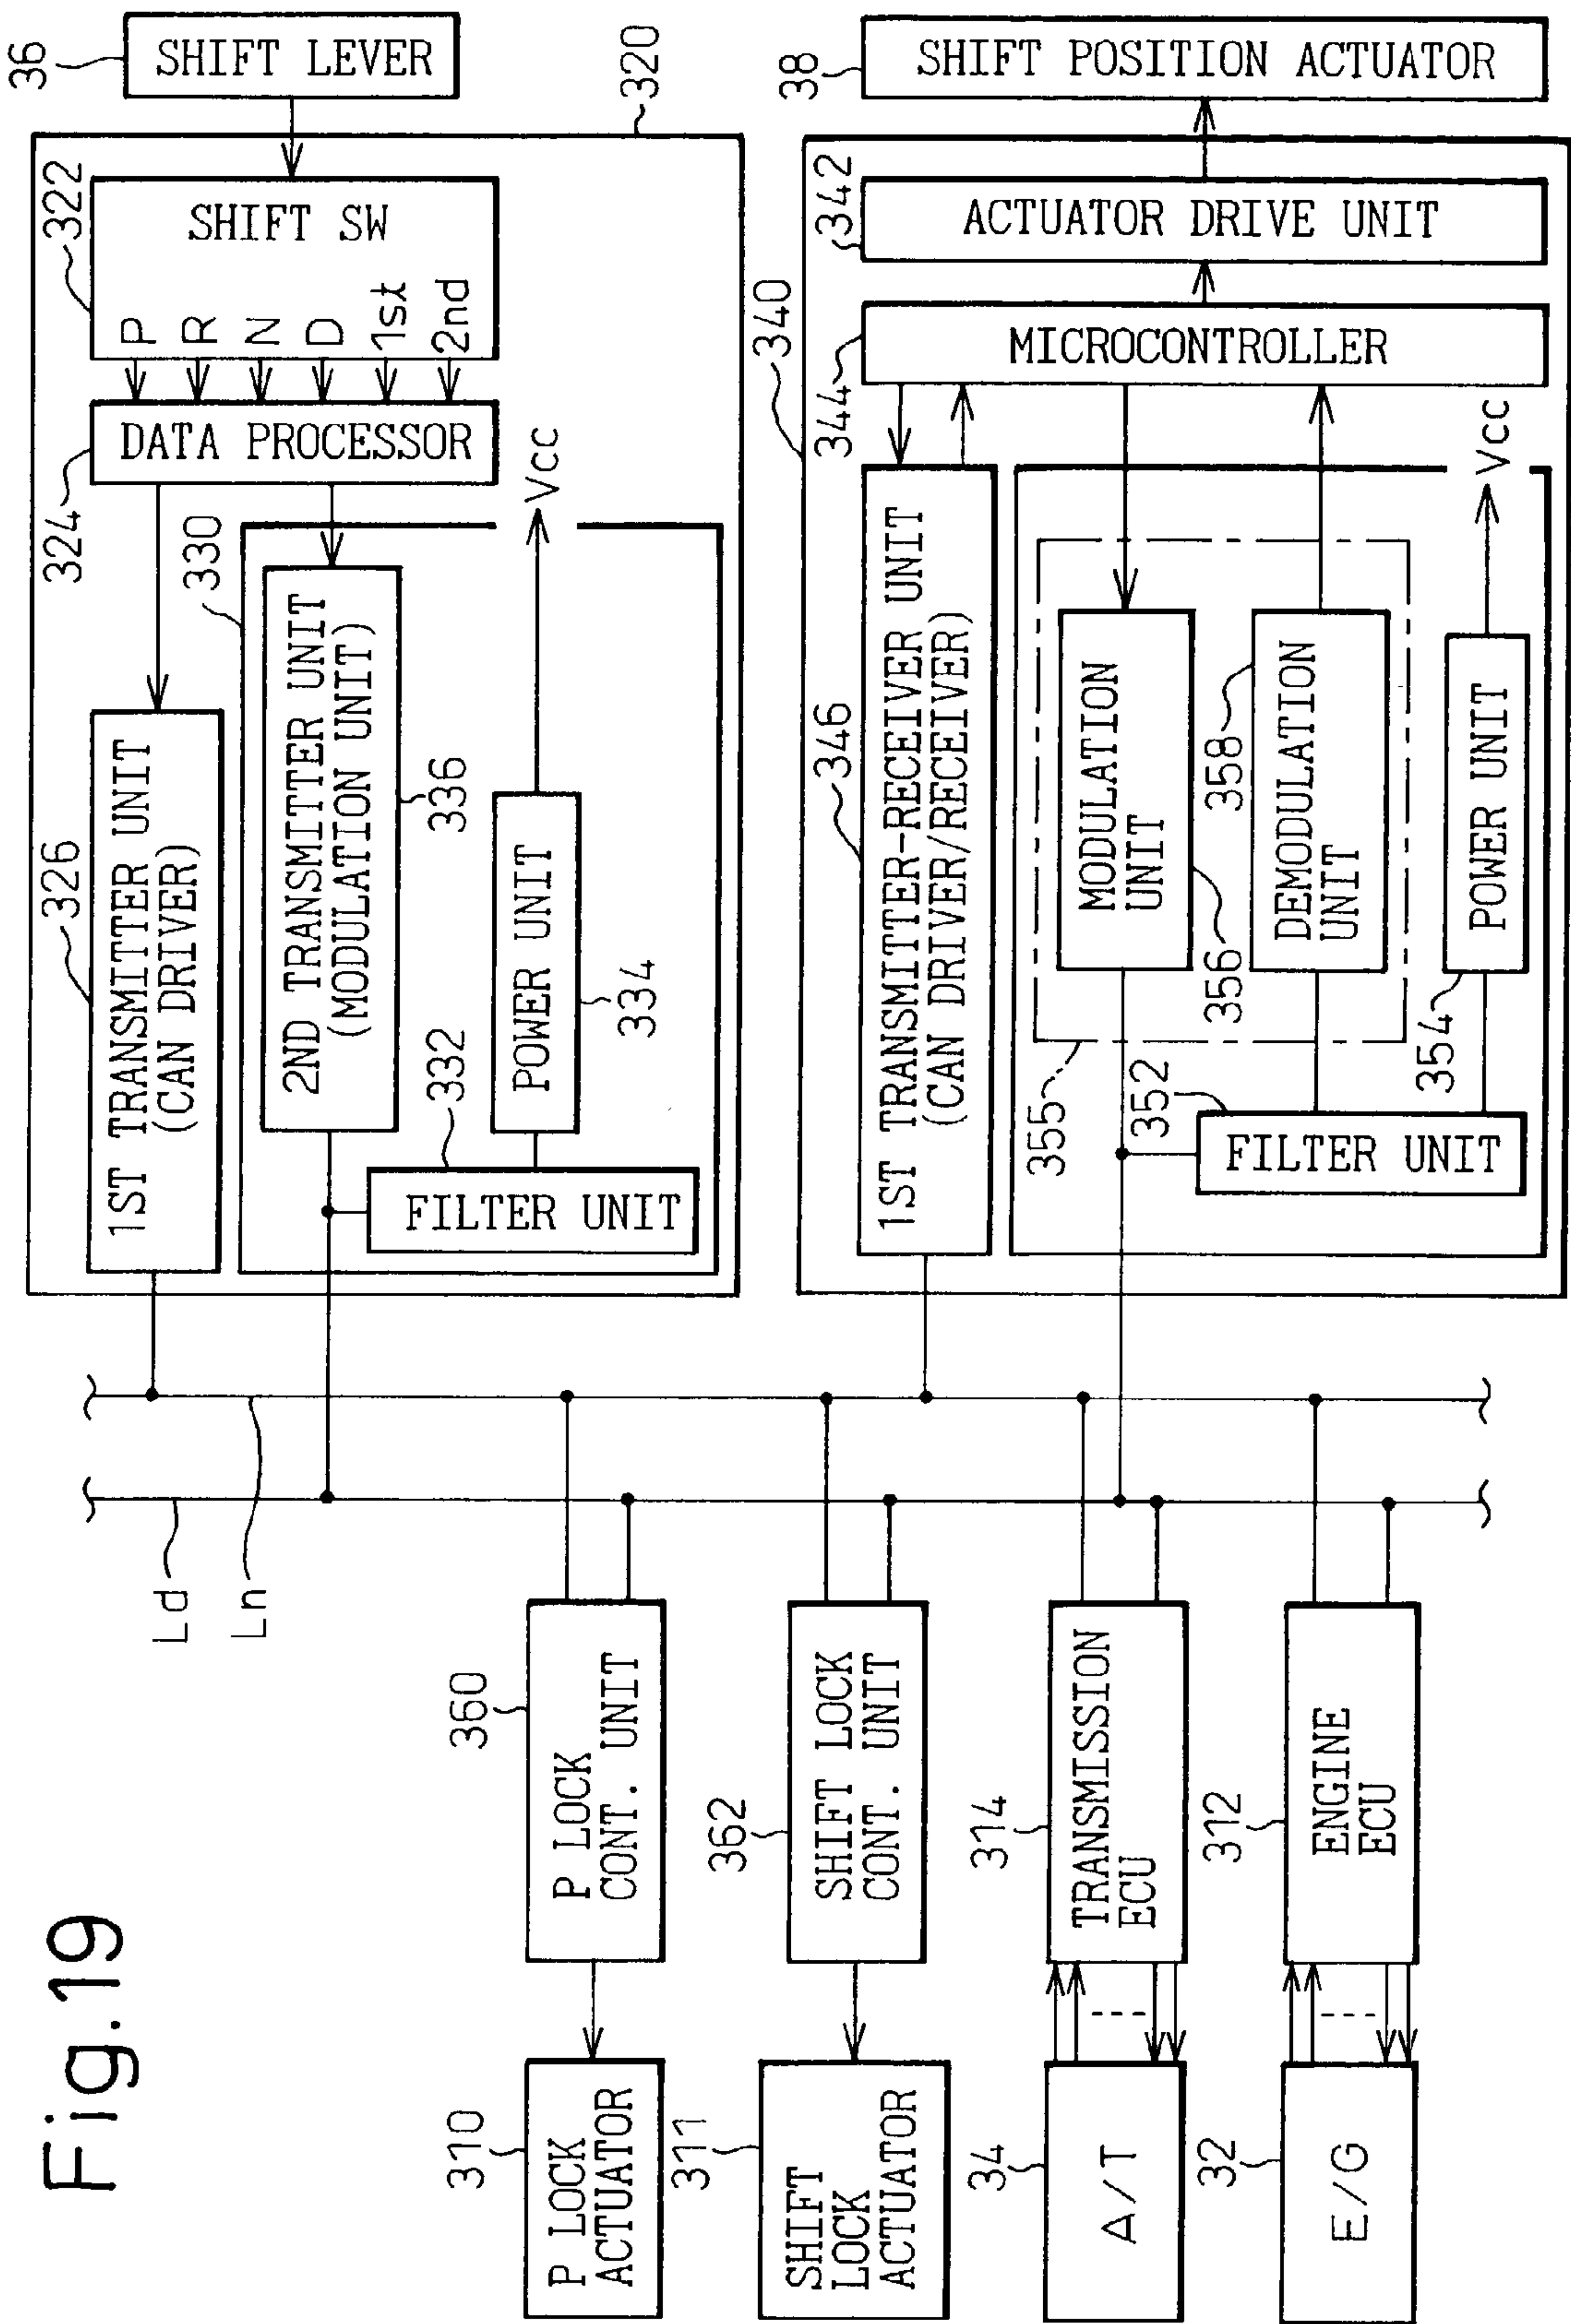 Fig.19
36
SHIFT LEVER
320
322
SHIFT SW
P
R
N
D
1st
2nd
324
DATA PROCESSOR
326
1ST TRANSMITTER UNIT
(CAN DRIVER)
330
2ND TRANSMITTER UNIT
(MODULATION UNIT)
336
Vcc
POWER UNIT
334
332
FILTER UNIT
38
SHIFT POSITION ACTUATOR
340
342
ACTUATOR DRIVE UNIT
344
MICROCONTROLLER
346
1ST TRANSMITTER-RECEIVER UNIT
(CAN DRIVER/RECEIVER)
MODULATION
UNIT
356
358
DEMODULATION
UNIT
355
Vcc
POWER UNIT
354
352
FILTER UNIT
Ld
Ln
360
P LOCK
CONT. UNIT
310
P LOCK
ACTUATOR
362
SHIFT LOCK
CONT. UNIT
311
SHIFT
LOCK
ACTUATOR
314
TRANSMISSION
ECU
34
A/T
312
ENGINE
ECU
32
E/G